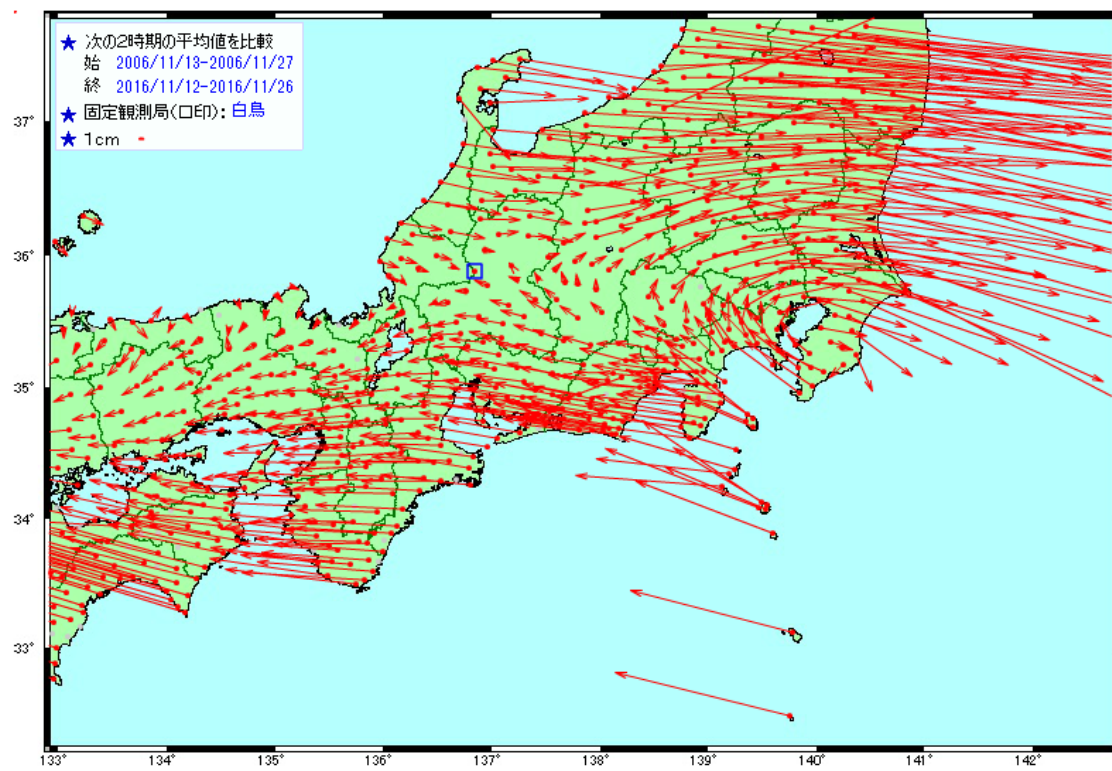 ★ 次の2時期の平均値を比較
始 2006/11/13-2006/11/27
終 2016/11/12-2016/11/26
★ 固定観測局(口印): 白鳥
★ 1cm
37°
36°
35°
34°
33°
133° 134° 135° 136° 137° 138° 139° 140° 141° 142°